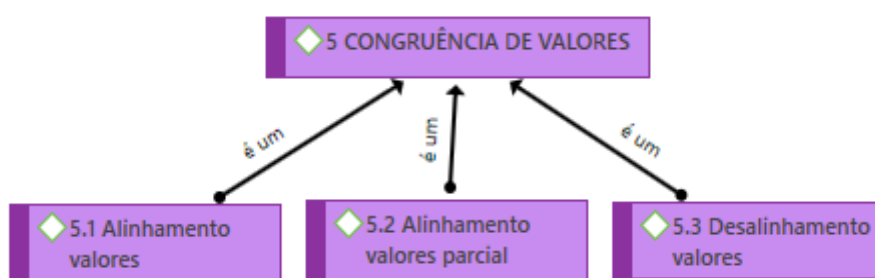 5 CONGRUÊNCIA DE VALORES
é um
é um
é um
5.1 Alinhamento
valores
5.2 Alinhamento
valores parcial
5.3 Desalinhamento
valores